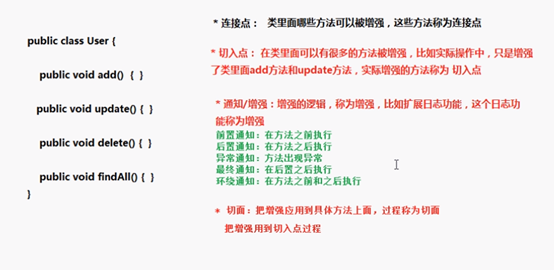 public class User {
public void add() { }
public void update() { }
public void delete() { }
public void findAll() { }
}
* 连接点： 类里面哪些方法可以被增强，这些方法称为连接点
* 切入点： 在类里面可以有很多的方法被增强，比如实际操作中，只是增强
了类里面add方法和update方法，实际增强的方法称为 切入点
* 通知/增强：增强的逻辑，称为增强，比如扩展日志功能，这个日志功
能称为增强
前置通知：在方法之前执行
后置通知：在方法之后执行
异常通知：方法出现异常
最终通知：在后置之后执行
环绕通知：在方法之前和之后执行
* 切面：把增强应用到具体方法上面，过程称为切面
把增强用到切入点过程